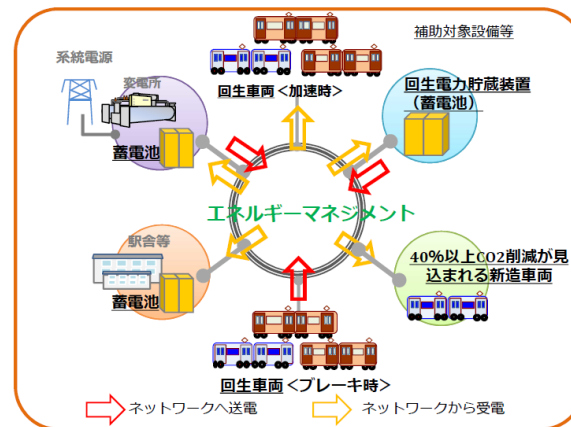 補助対象設備等
系統電源
変電所
蓄電池
回生車両＜加速時＞
回生電力貯蔵装置
（蓄電池）
エネルギーマネジメント
駅舎等
蓄電池
40％以上CO2削減が見
込まれる新造車両
回生車両＜ブレーキ時＞
ネットワークへ送電
ネットワークから受電